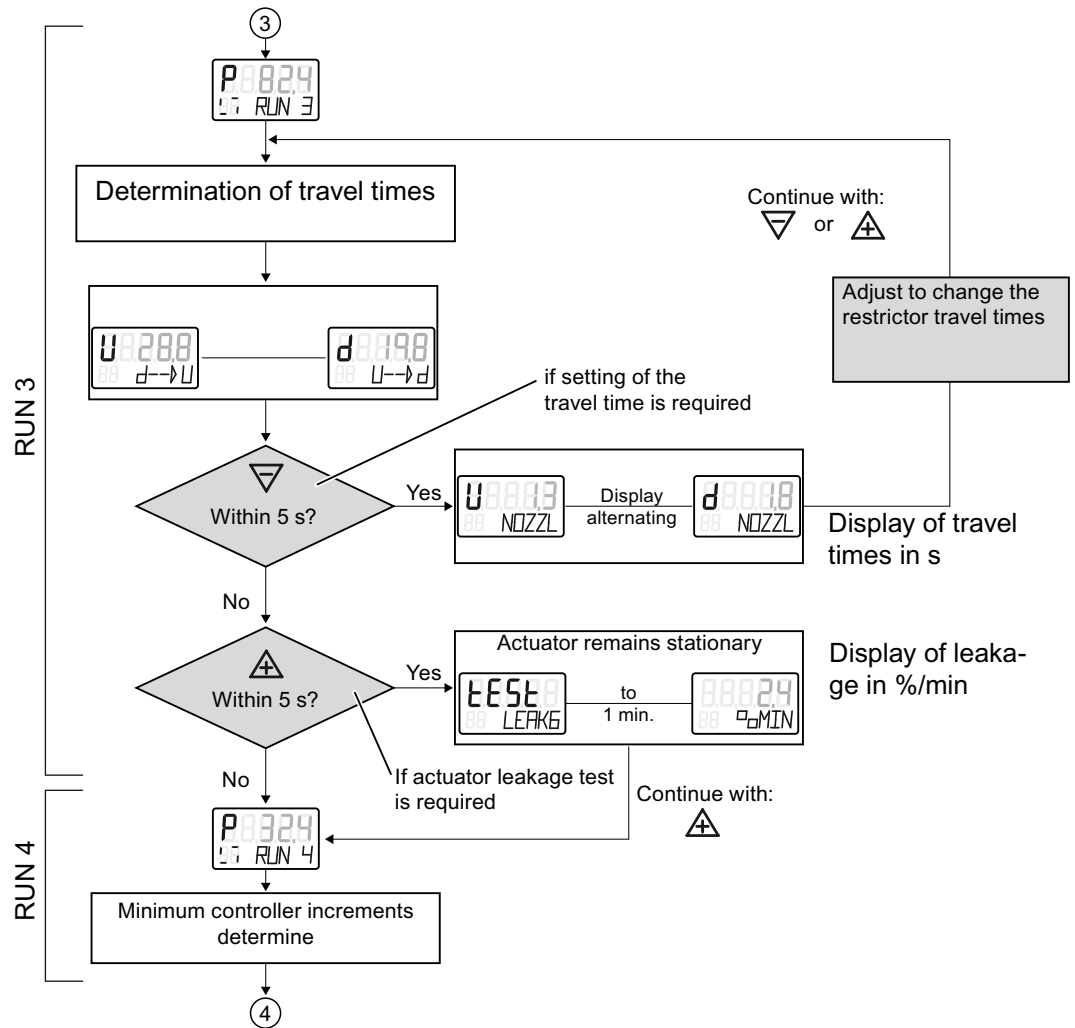 3
P 82.4
RUN 3
Determination of travel times
Continue with:
or
Adjust to change the
restrictor travel times
U 28.8
d-->U
d 19.8
U-->d
RUN 3
if setting of the
travel time is required
Within 5 s?
Yes
U 1.3
NOZZL
Display
alternating
d 1.8
NOZZL
Display of travel
times in s
No
Within 5 s?
Yes
Actuator remains stationary
tESt
LEAKG
to
1 min.
2.4
MIN
Display of leaka-
ge in %/min
No
If actuator leakage test
is required
Continue with:
P 32.4
RUN 4
RUN 4
Minimum controller increments
determine
4